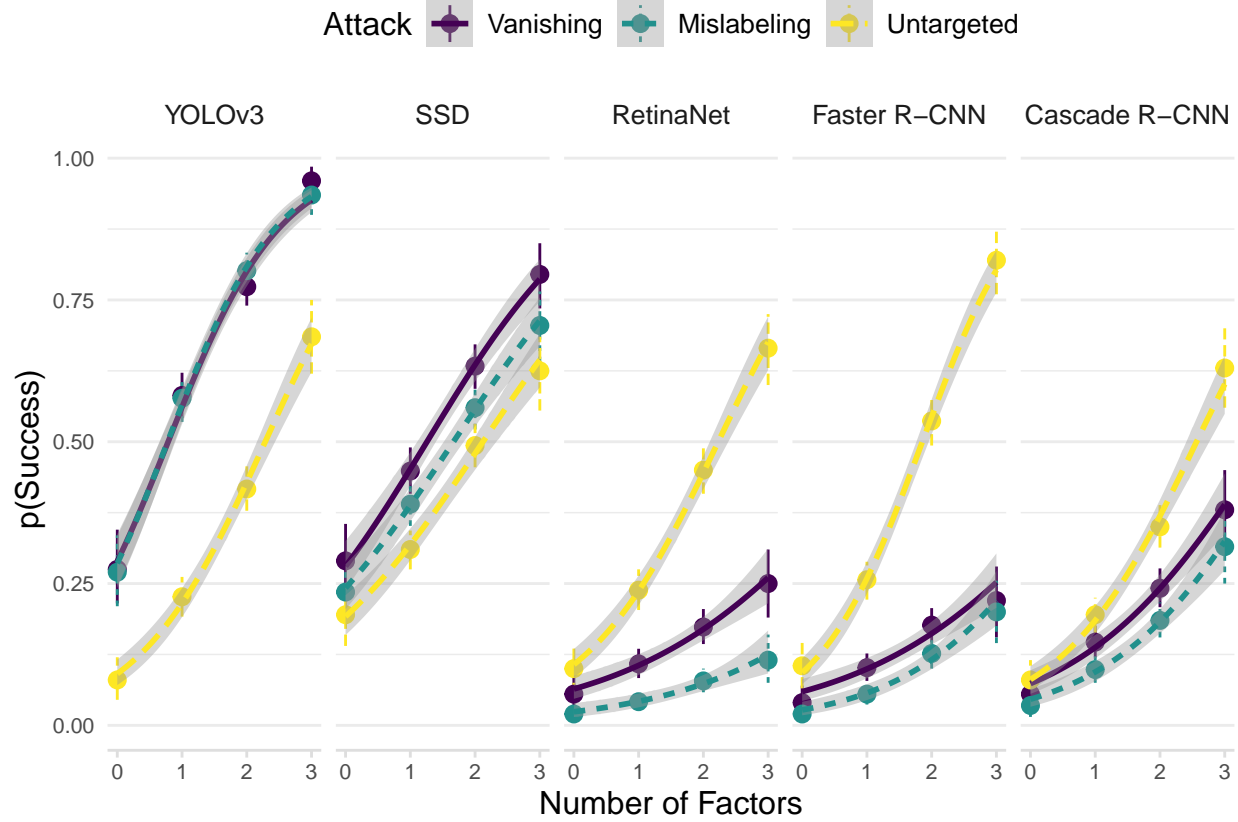 Attack Vanishing Mislabeling Untargeted
YOLOv3 SSD RetinaNet Faster R−CNN Cascade R−CNN
1.00
0.75
0.50
0.25
0.00
p(Success)
0 1 2 3 0 1 2 3 0 1 2 3 0 1 2 3 0 1 2 3
Number of Factors